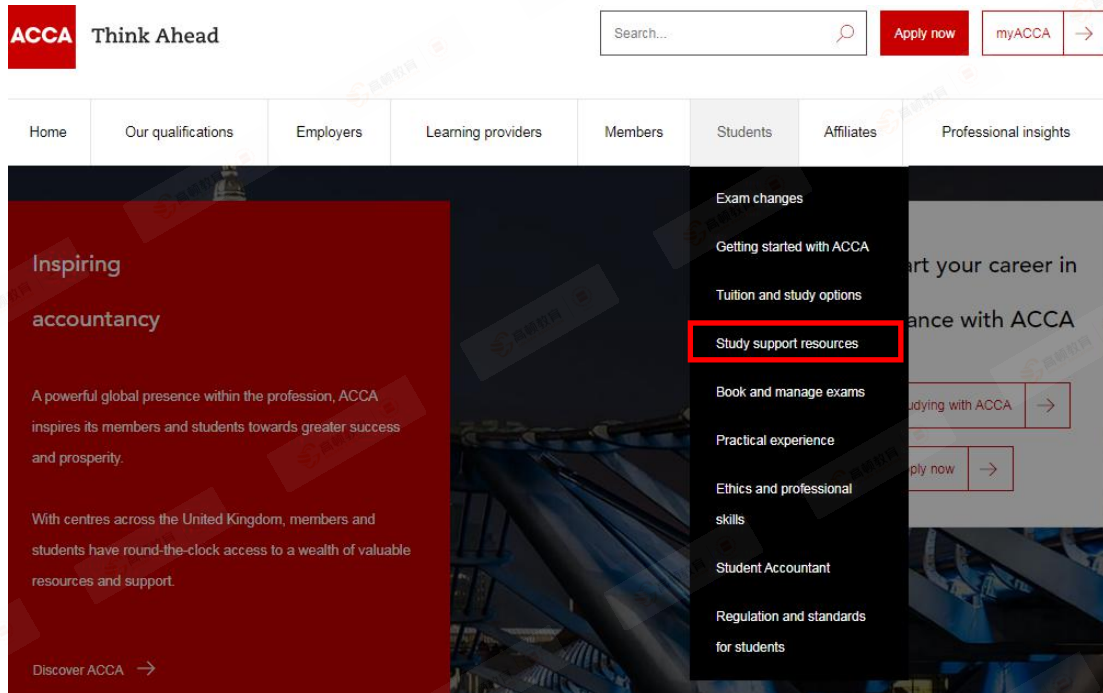 ACCA Think Ahead
Search...
Apply now
myACCA
Home
Our qualifications
Employers
Learning providers
Members
Students
Affiliates
Professional insights
Inspiring
accountancy
A powerful global presence within the profession, ACCA
inspires its members and students towards greater success
and prosperity.
With centres across the United Kingdom, members and
students have round-the-clock access to a wealth of valuable
resources and support.
Discover ACCA
Exam changes
Getting started with ACCA
Tuition and study options
Study support resources
Book and manage exams
Practical experience
Ethics and professional
skills
Student Accountant
Regulation and standards
for students
art your career in
ance with ACCA
udying with ACCA
ply now
高顿教育